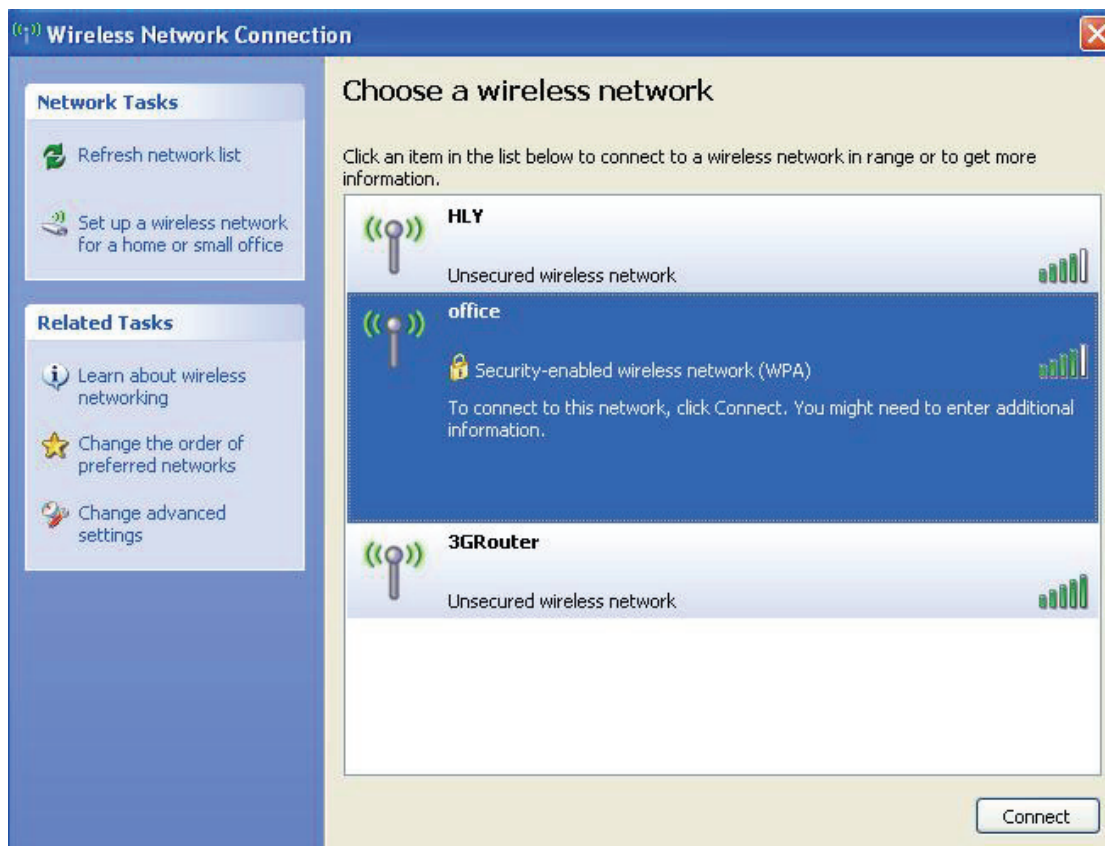 Wireless Network Connection
Network Tasks
Refresh network list
Set up a wireless network
for a home or small office
Related Tasks
Learn about wireless
networking
Change the order of
preferred networks
Change advanced
settings
Choose a wireless network
Click an item in the list below to connect to a wireless network in range or to get more
information.
HLY
Unsecured wireless network
office
Security-enabled wireless network (WPA)
To connect to this network, click Connect. You might need to enter additional
information.
3GRouter
Unsecured wireless network
Connect